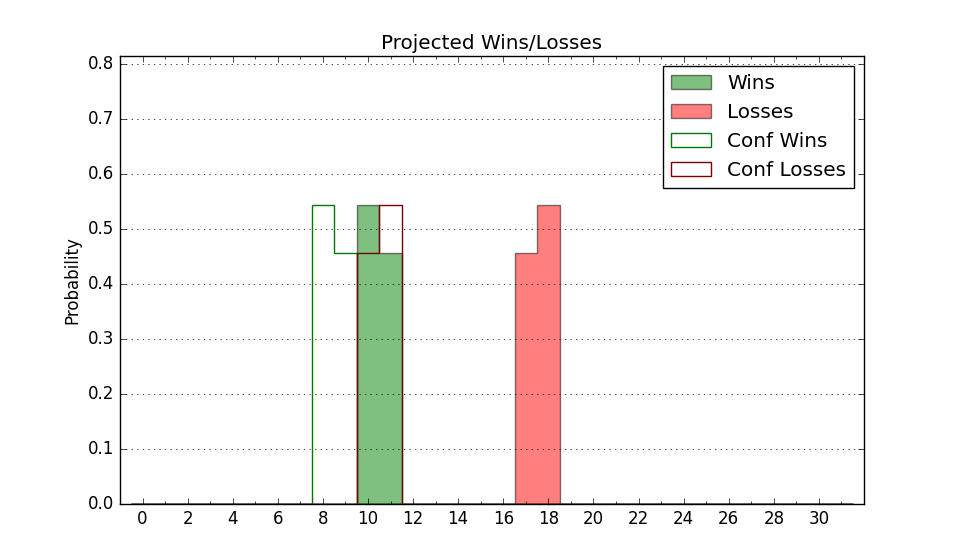 Projected Wins/Losses
Probability
0.8
0.7
0.6
0.5
0.4
0.3
0.2
0.1
0.0
Wins
Losses
Conf Wins
Conf Losses
0 2 4 6 8 10 12 14 16 18 20 22 24 26 28 30